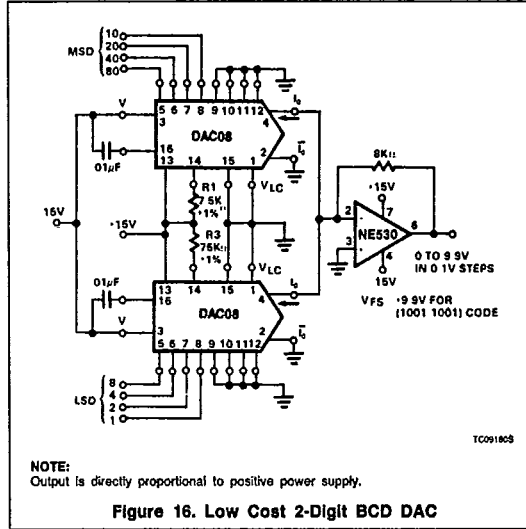 MSD
10
20
40
80
5 6 7 8 9 10 11 12
V
3
4
I₀
DAC08
01µF
16
2
I₀
13 14 15 1
R1
7 5K
+1%
VLC
15V
+15V
R3
75KΩ
+1%
VLC
8KΩ
+15V
2
7
NE530
6
3
4
15V
0 TO 9 9V
IN 0 1V STEPS
VFS +9 9V FOR
(1001 1001) CODE
01µF
13 14 15 1
16
4
I₀
DAC08
V
3
2
I₀
5 6 7 8 9 10 11 12
LSD
8
4
2
1
TC09180S
NOTE:
Output is directly proportional to positive power supply.
Figure 16. Low Cost 2-Digit BCD DAC